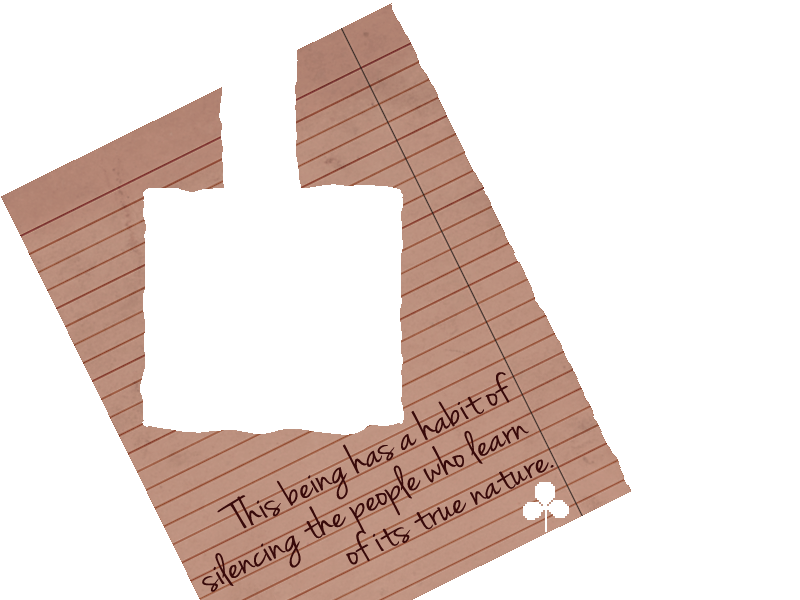 This being has a habit of
silencing the people who learn
of its true nature.